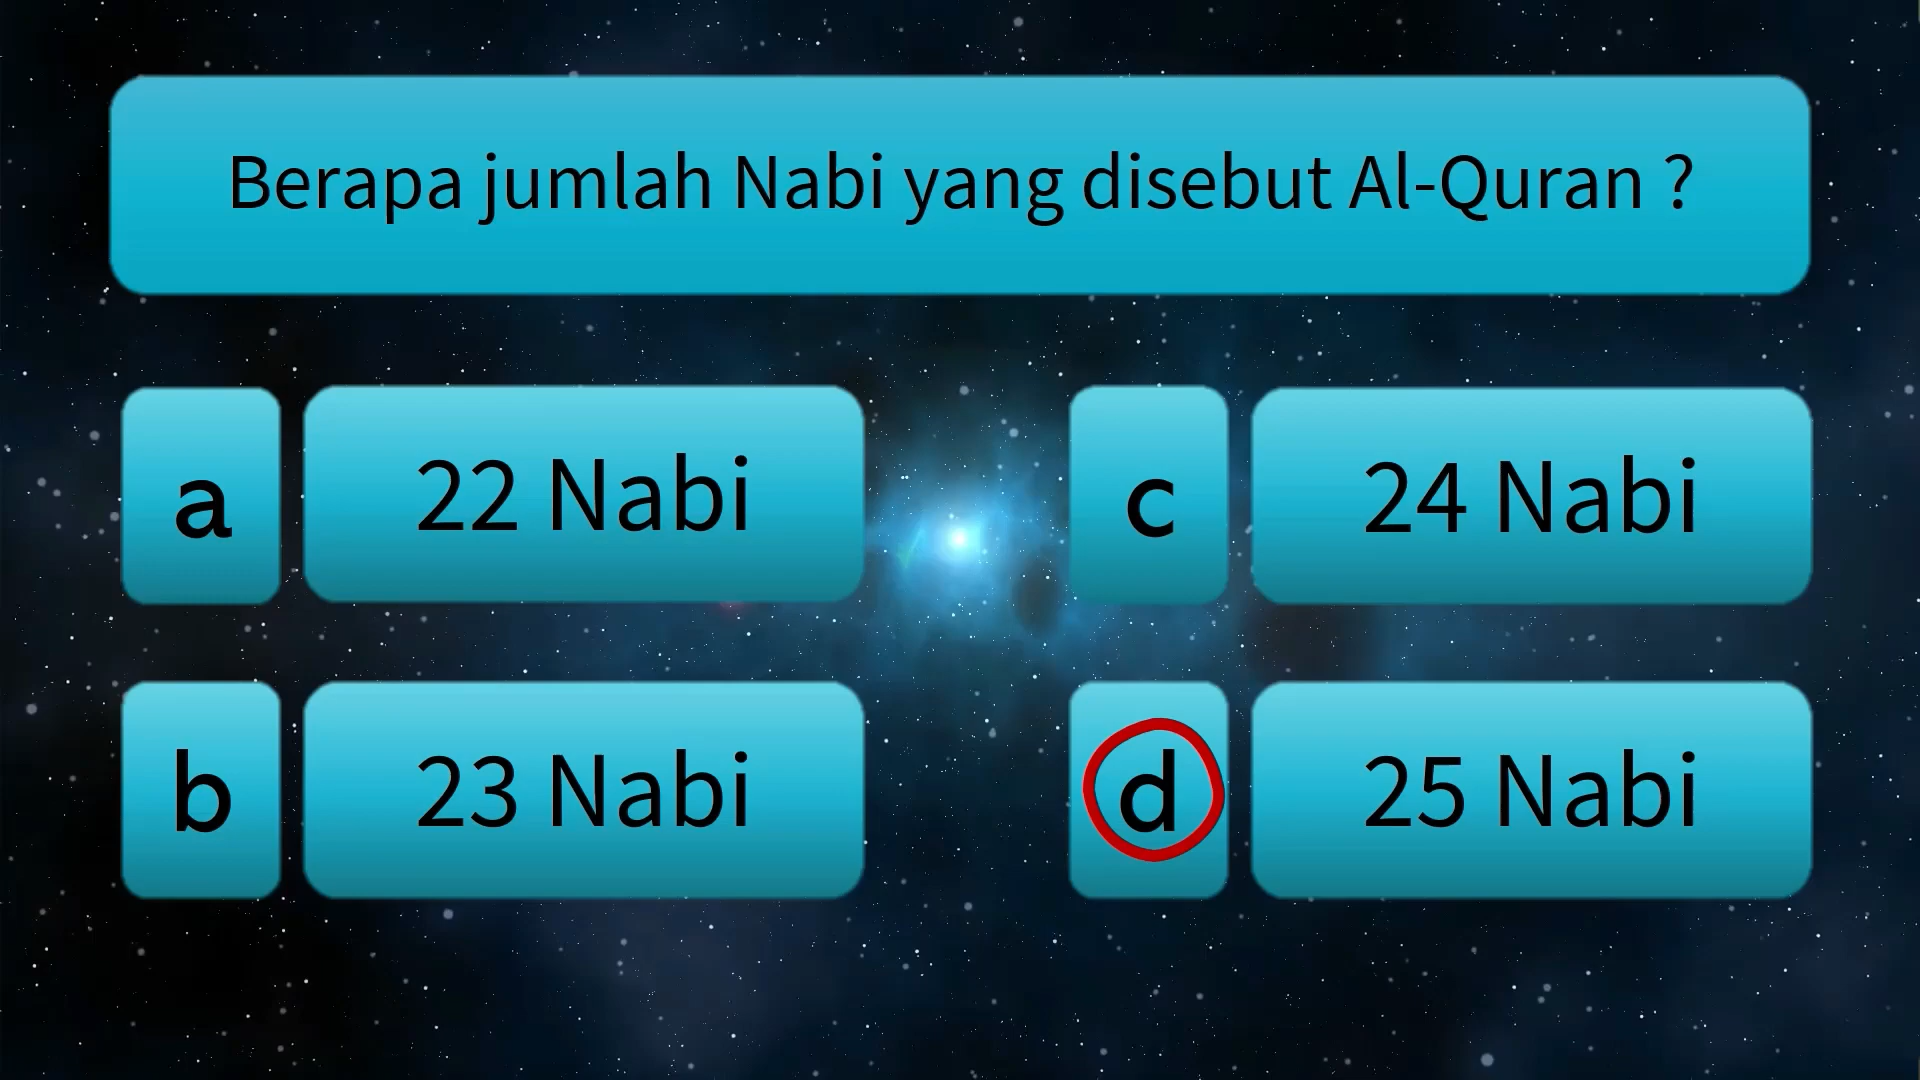 Berapa jumlah Nabi yang disebut Al-Quran ?
a 22 Nabi
b 23 Nabi
c 24 Nabi
d 25 Nabi